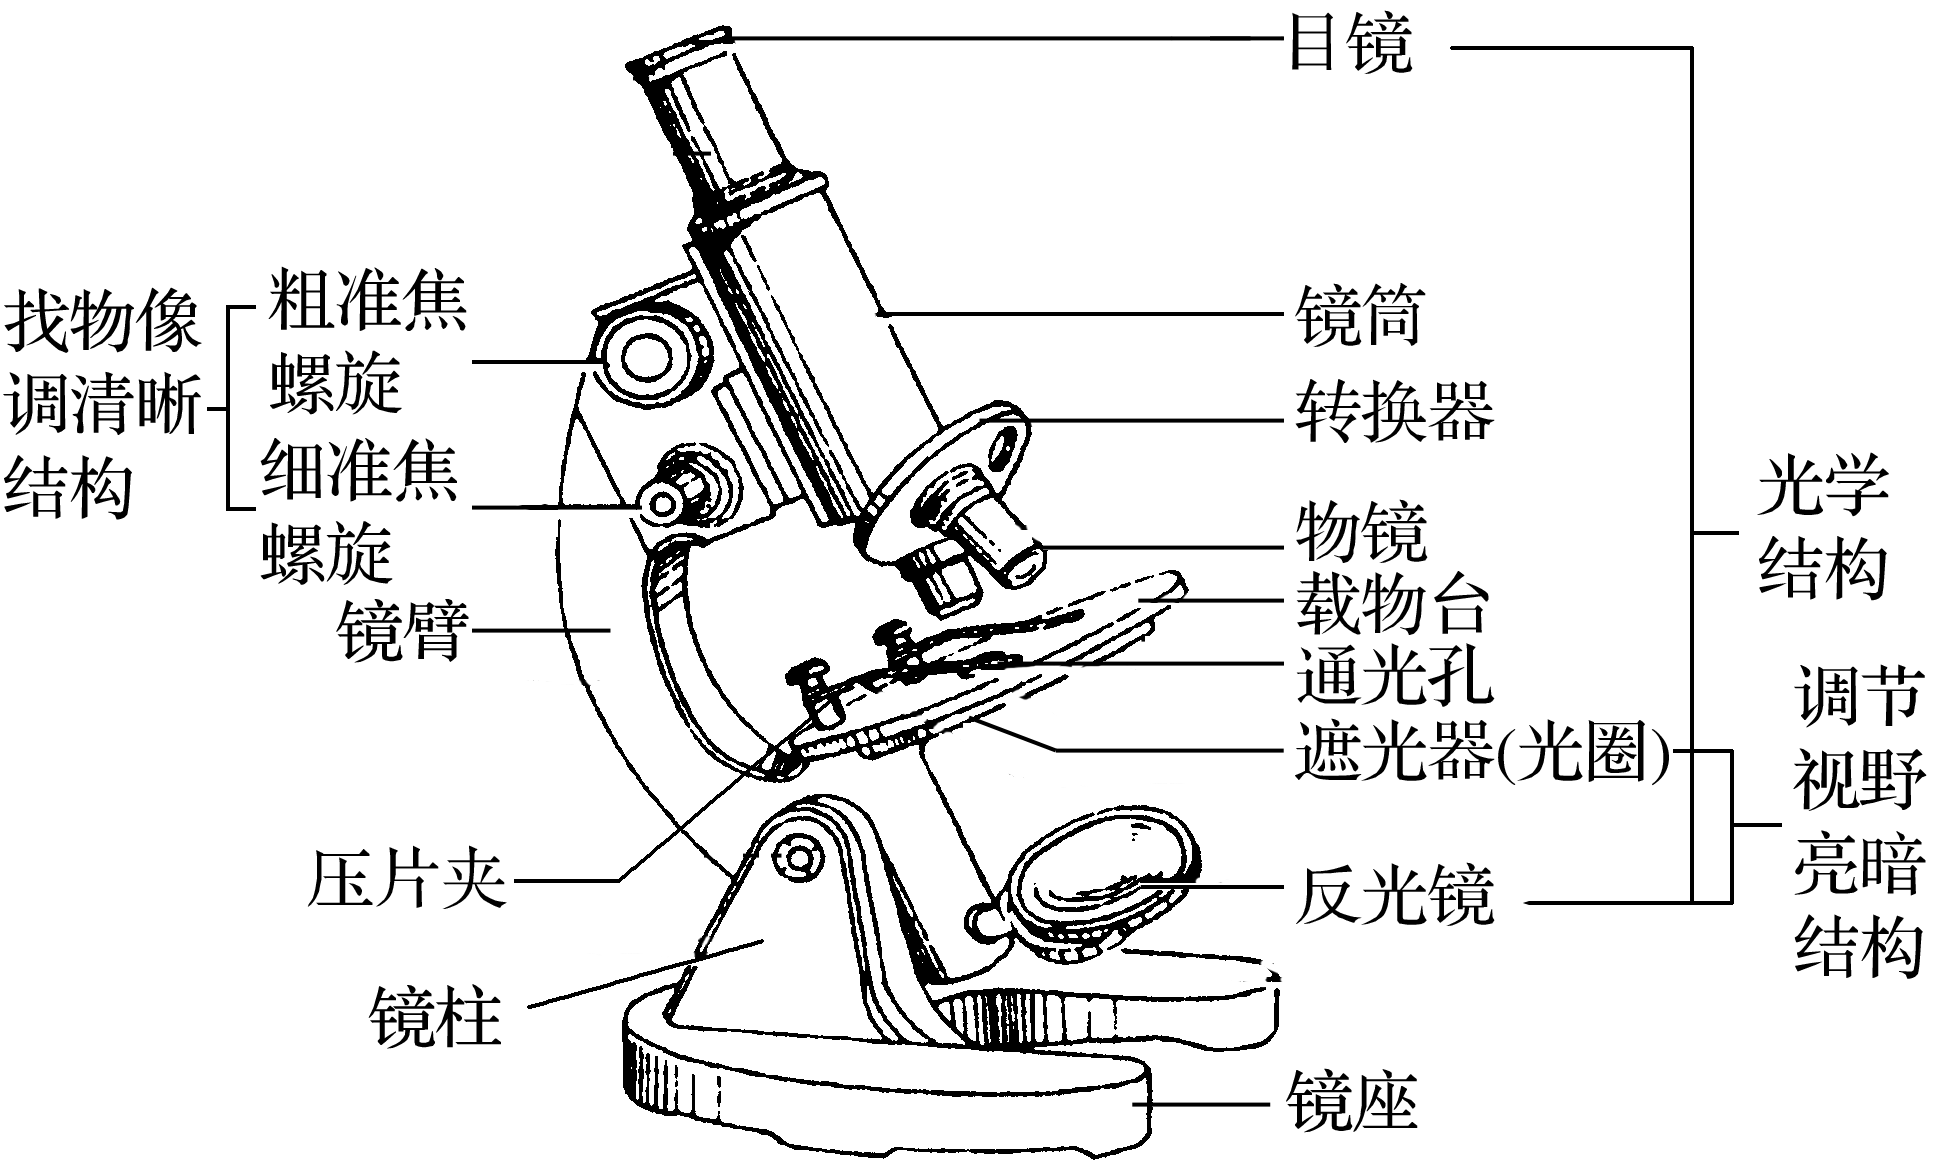 目镜
找物像
调清晰
结构
粗准焦
螺旋
细准焦
螺旋
镜臂
压片夹
镜柱
镜筒
转换器
物镜
载物台
通光孔
遮光器(光圈)
反光镜
镜座
光学
结构
调节
视野
亮暗
结构